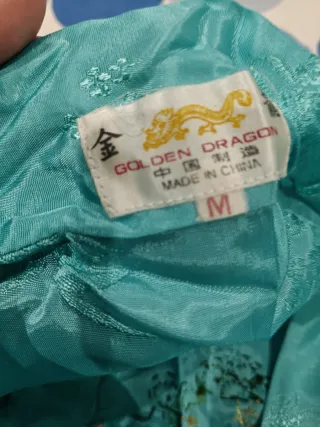 金
GOLDEN DRAGON
中国制造
MADE IN CHINA
M